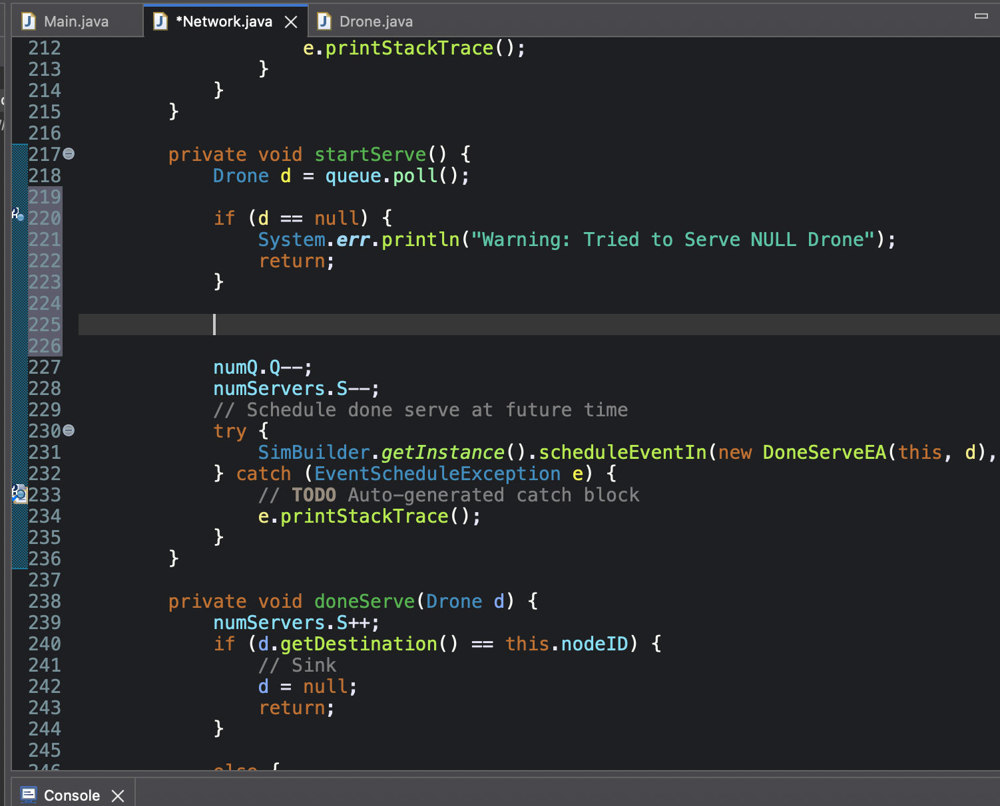 Main.java *Network.java Drone.java
212 e.printStackTrace();
213 }
214 }
215 }
216
217 private void startServe() {
218 Drone d = queue.poll();
219
220 if (d == null) {
221 System.err.println("Warning: Tried to Serve NULL Drone");
222 return;
223 }
224
225
226
227 numQ.Q--;
228 numServers.S--;
229 // Schedule done serve at future time
230 try {
231 SimBuilder.getInstance().scheduleEventIn(new DoneServeEA(this, d),
232 } catch (EventScheduleException e) {
233 // TODO Auto-generated catch block
234 e.printStackTrace();
235 }
236 }
237
238 private void doneServe(Drone d) {
239 numServers.S++;
240 if (d.getDestination() == this.nodeID) {
241 // Sink
242 d = null;
243 return;
244 }
245
246 else {
Console